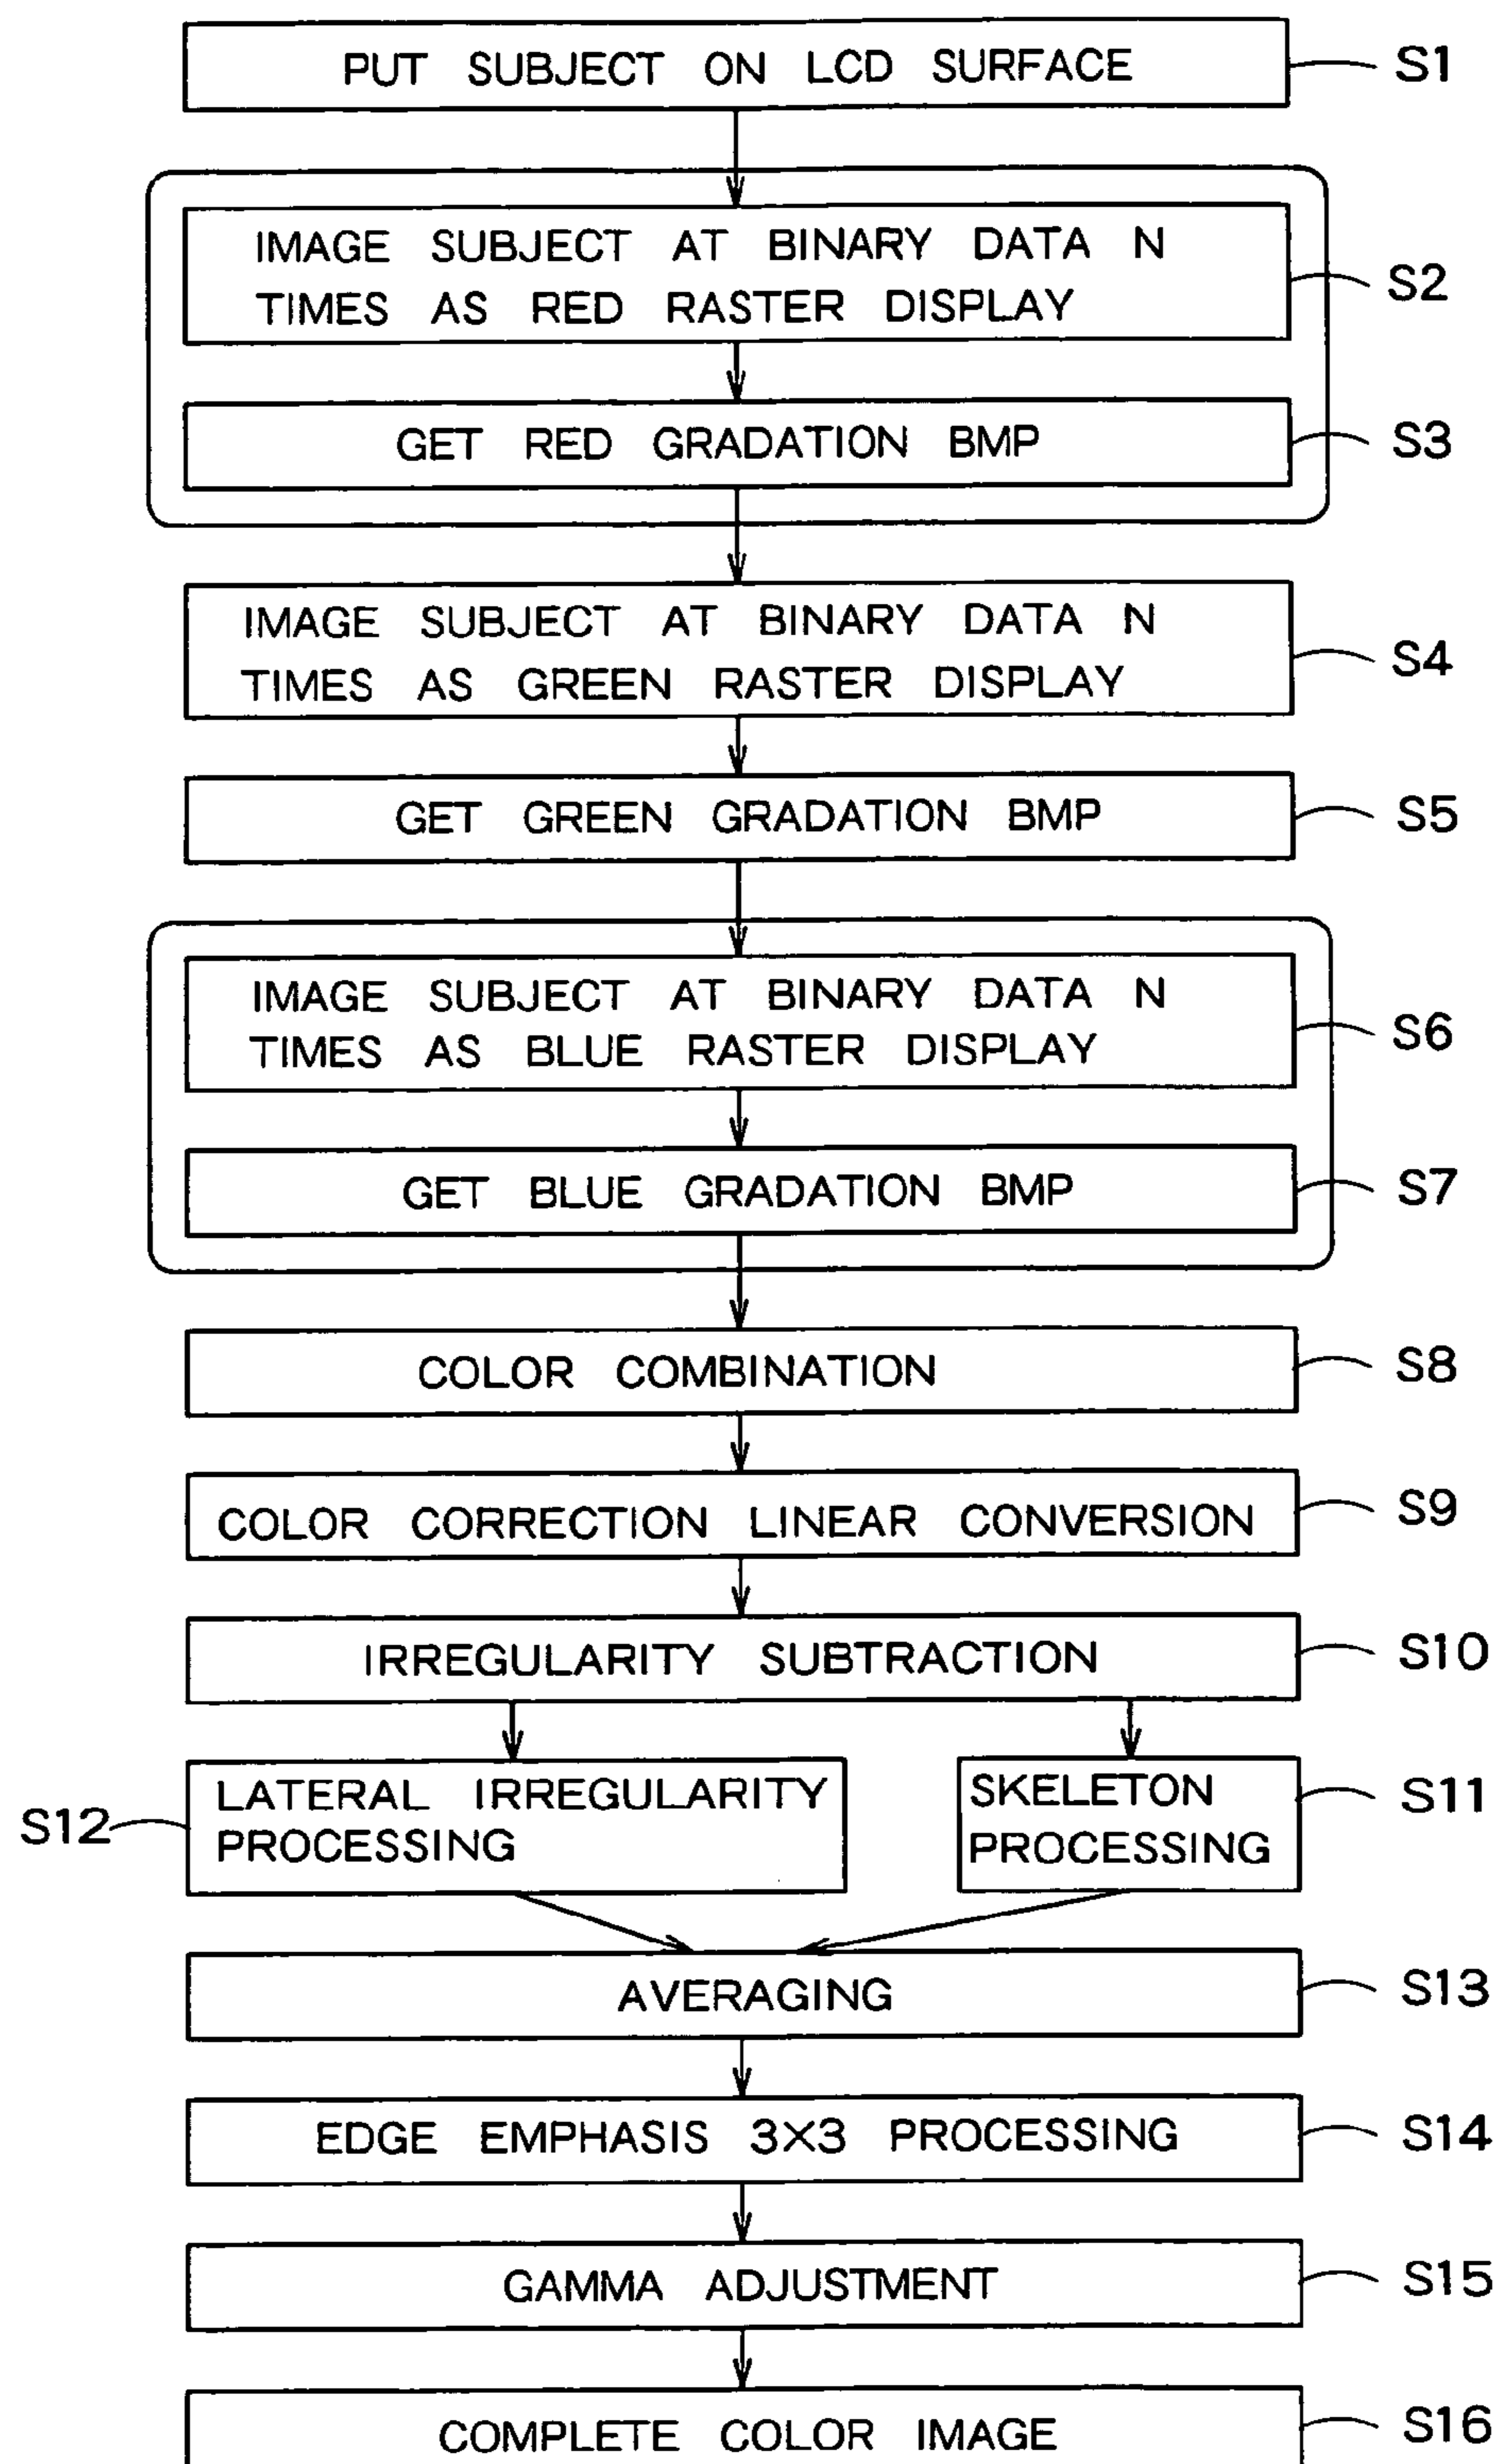 PUT SUBJECT ON LCD SURFACE
S1
IMAGE SUBJECT AT BINARY DATA N
TIMES AS RED RASTER DISPLAY
S2
GET RED GRADATION BMP
S3
IMAGE SUBJECT AT BINARY DATA N
TIMES AS GREEN RASTER DISPLAY
S4
GET GREEN GRADATION BMP
S5
IMAGE SUBJECT AT BINARY DATA N
TIMES AS BLUE RASTER DISPLAY
S6
GET BLUE GRADATION BMP
S7
COLOR COMBINATION
S8
COLOR CORRECTION LINEAR CONVERSION
S9
IRREGULARITY SUBTRACTION
S10
S12
LATERAL IRREGULARITY
PROCESSING
SKELETON
PROCESSING
S11
AVERAGING
S13
EDGE EMPHASIS 3×3 PROCESSING
S14
GAMMA ADJUSTMENT
S15
COMPLETE COLOR IMAGE
S16